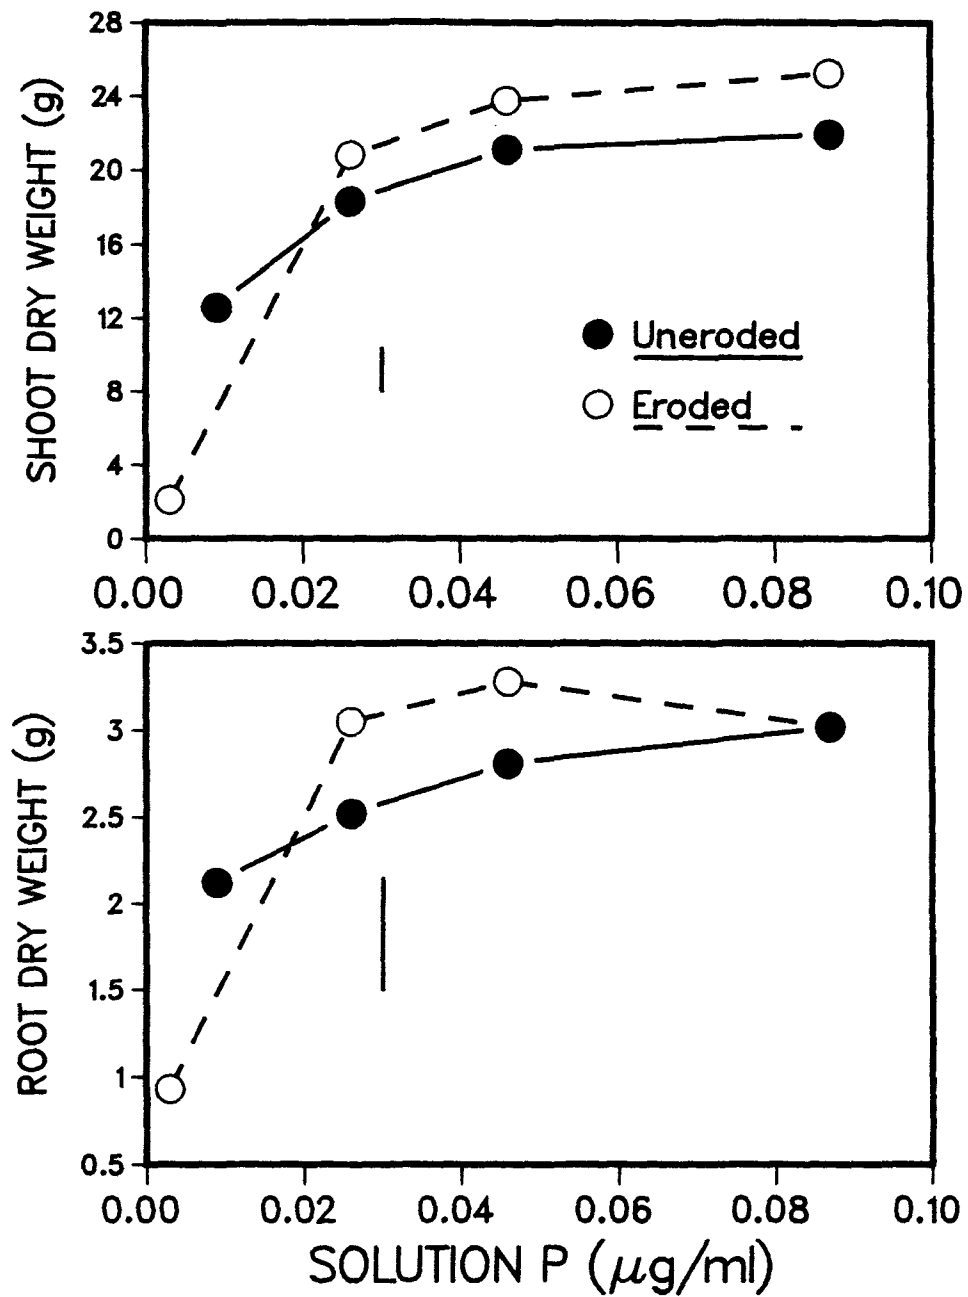 28
24
20
16
12
8
4
0
SHOOT DRY WEIGHT (g)
Uneroded
Eroded
0.00 0.02 0.04 0.06 0.08 0.10
3.5
3
2.5
2
1.5
1
0.5
ROOT DRY WEIGHT (g)
0.00 0.02 0.04 0.06 0.08 0.10
SOLUTION P (μg/ml)